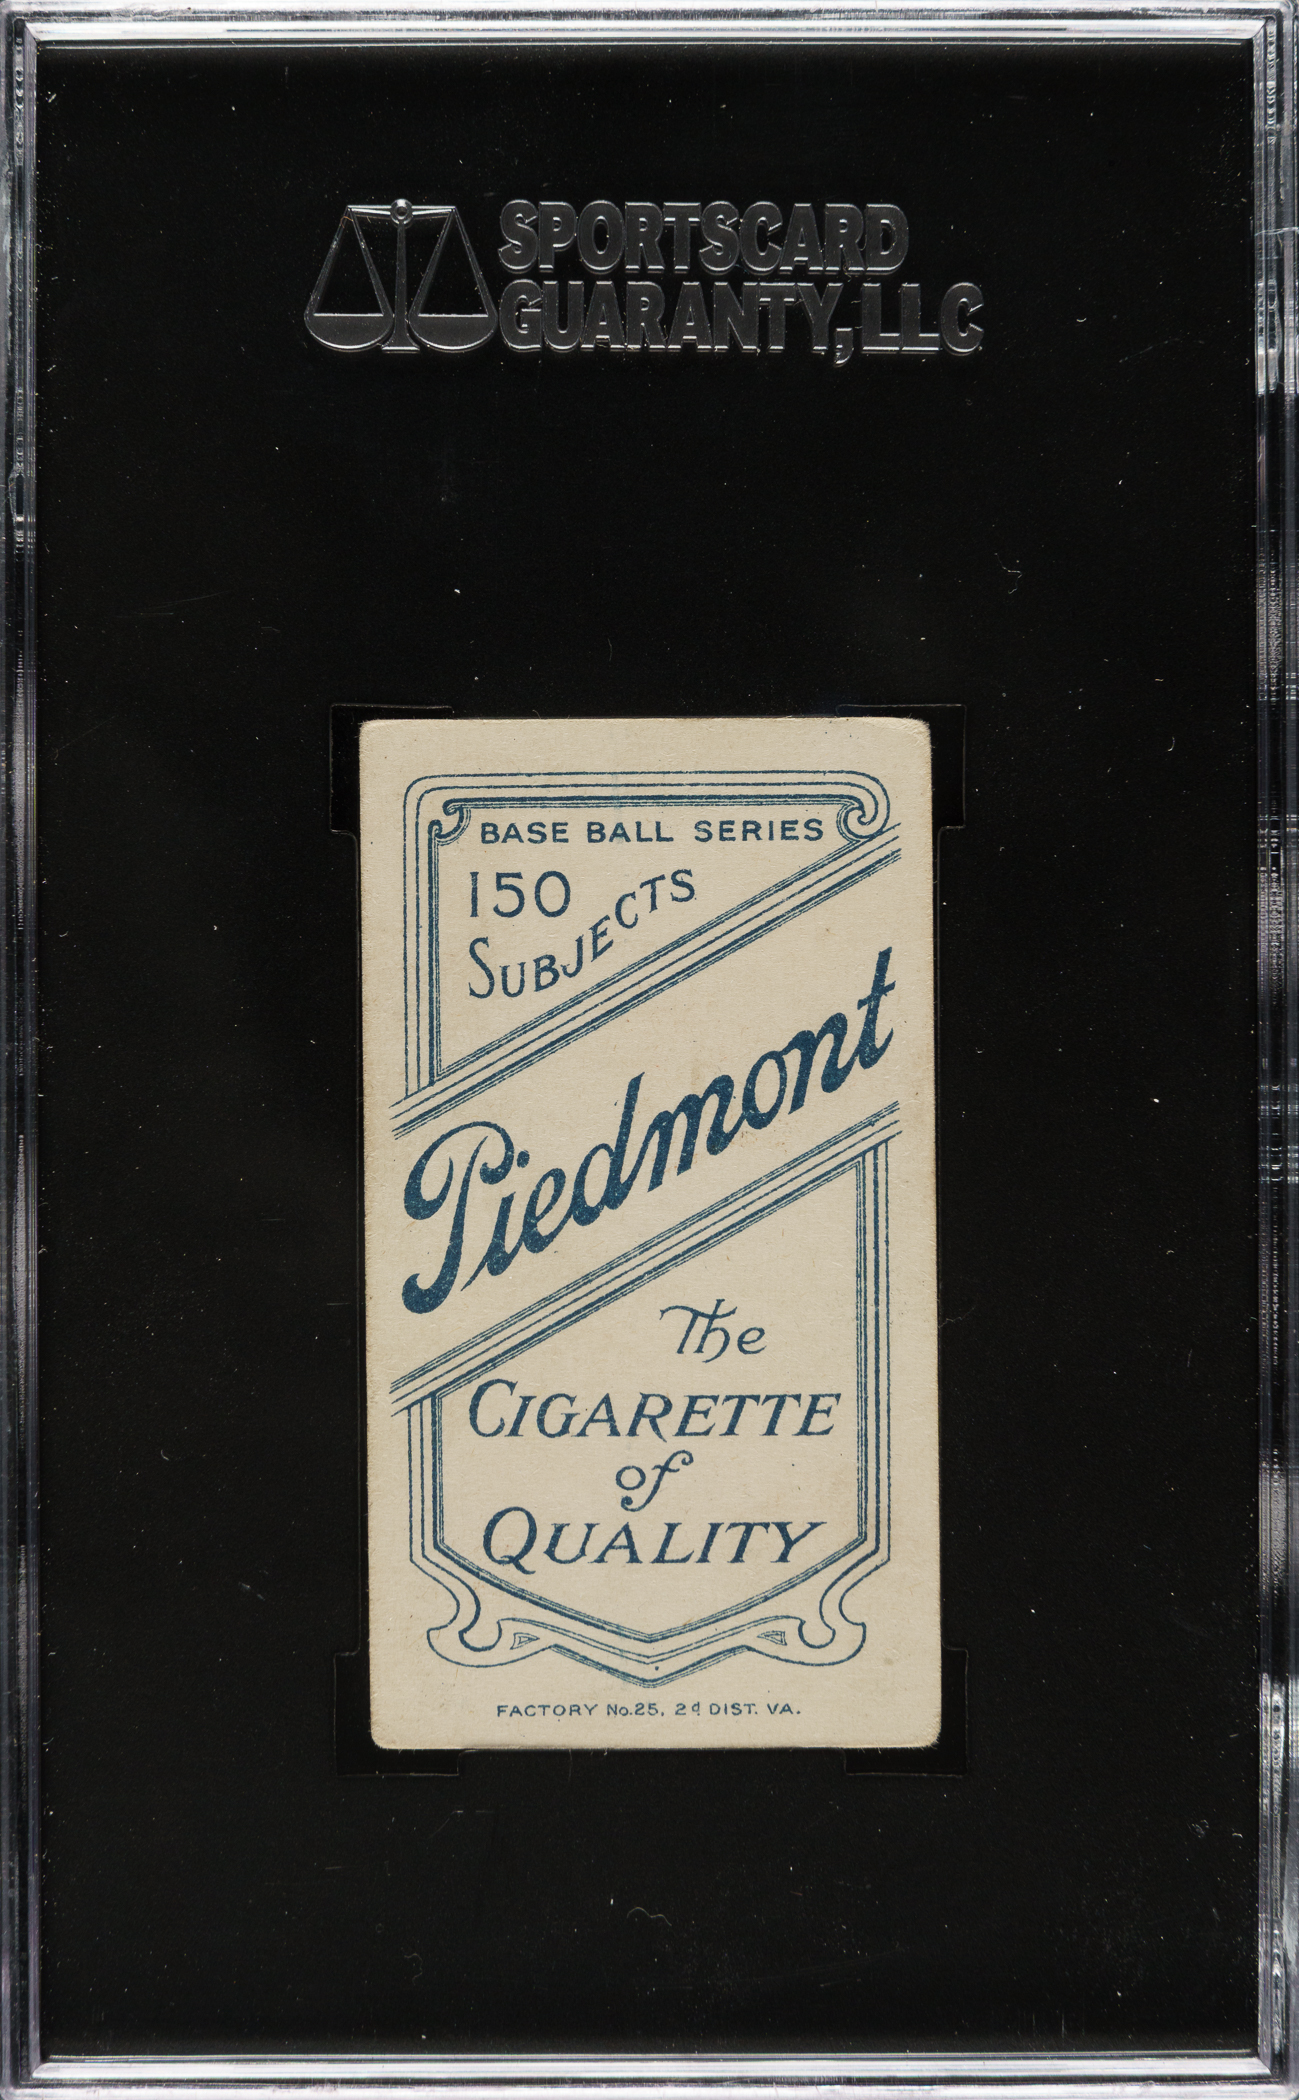 SPORTSCARD
GUARANTY, LLC
BASE BALL SERIES
150
SUBJECTS
Piedmont
The
CIGARETTE
of
QUALITY
FACTORY No. 25, 2d DIST. VA.